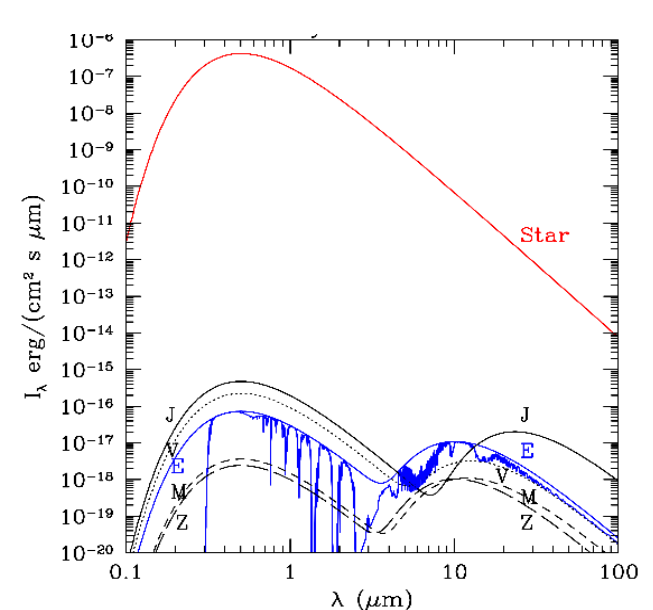 10⁻⁶
10⁻⁷
10⁻⁸
10⁻⁹
10⁻¹⁰
10⁻¹¹
10⁻¹²
10⁻¹³
10⁻¹⁴
10⁻¹⁵
10⁻¹⁶
10⁻¹⁷
10⁻¹⁸
10⁻¹⁹
10⁻²⁰
I_λ erg/(cm² s μm)
Star
J
J
V
E
E
V
M
M
Z
Z
0.1 1 10 100
λ (μm)